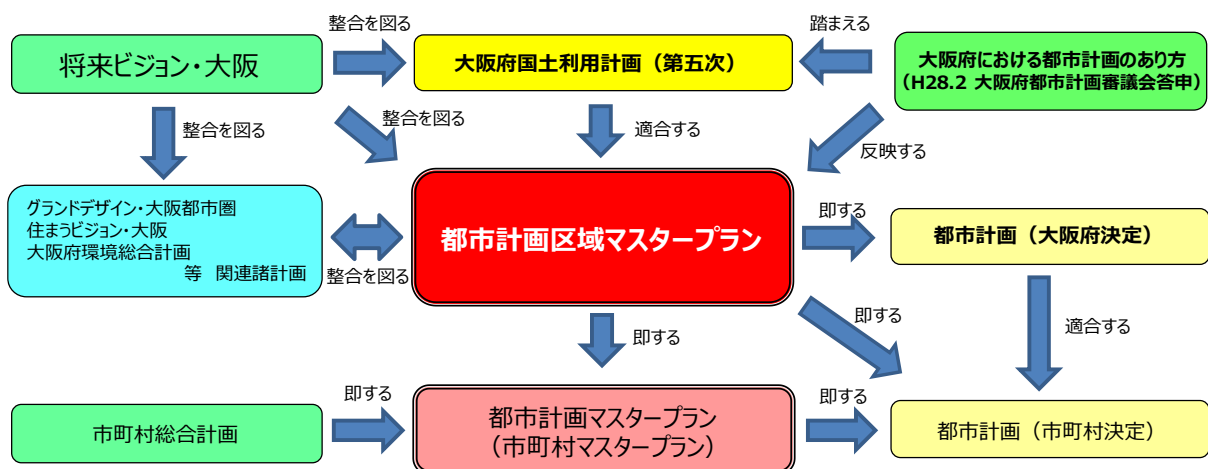 整合を図る
踏まえる
将来ビジョン・大阪
大阪府国土利用計画（第五次）
大阪府における都市計画のあり方
（H28.2 大阪府都市計画審議会答申）
整合を図る
整合を図る
適合する
反映する
グランドデザイン・大阪都市圏
住まうビジョン・大阪
大阪府環境総合計画
等　関連諸計画
整合を図る
都市計画区域マスタープラン
即する
都市計画（大阪府決定）
即する
即する
適合する
市町村総合計画
即する
都市計画マスタープラン
（市町村マスタープラン）
即する
都市計画（市町村決定）